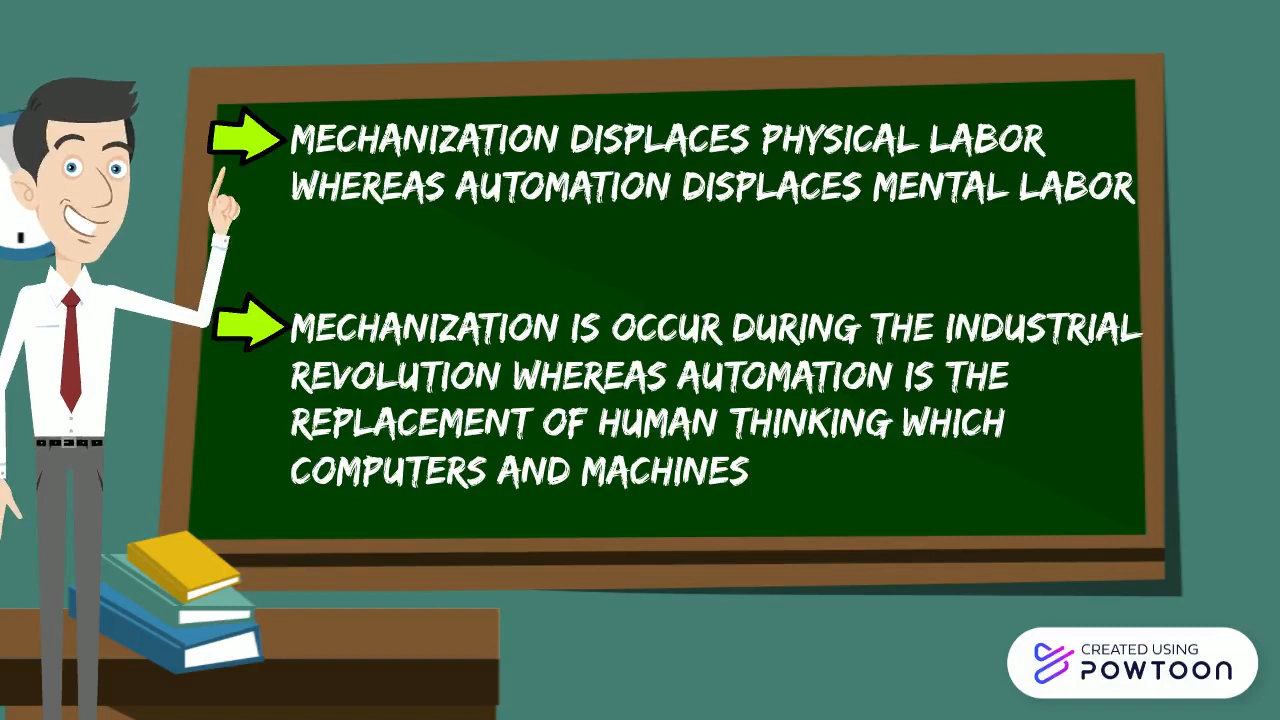 MECHANIZATION DISPLACES PHYSICAL LABOR
WHEREAS AUTOMATION DISPLACES MENTAL LABOR
MECHANIZATION IS OCCUR DURING THE INDUSTRIAL
REVOLUTION WHEREAS AUTOMATION IS THE
REPLACEMENT OF HUMAN THINKING WHICH
COMPUTERS AND MACHINES
CREATED USING
POWTOON